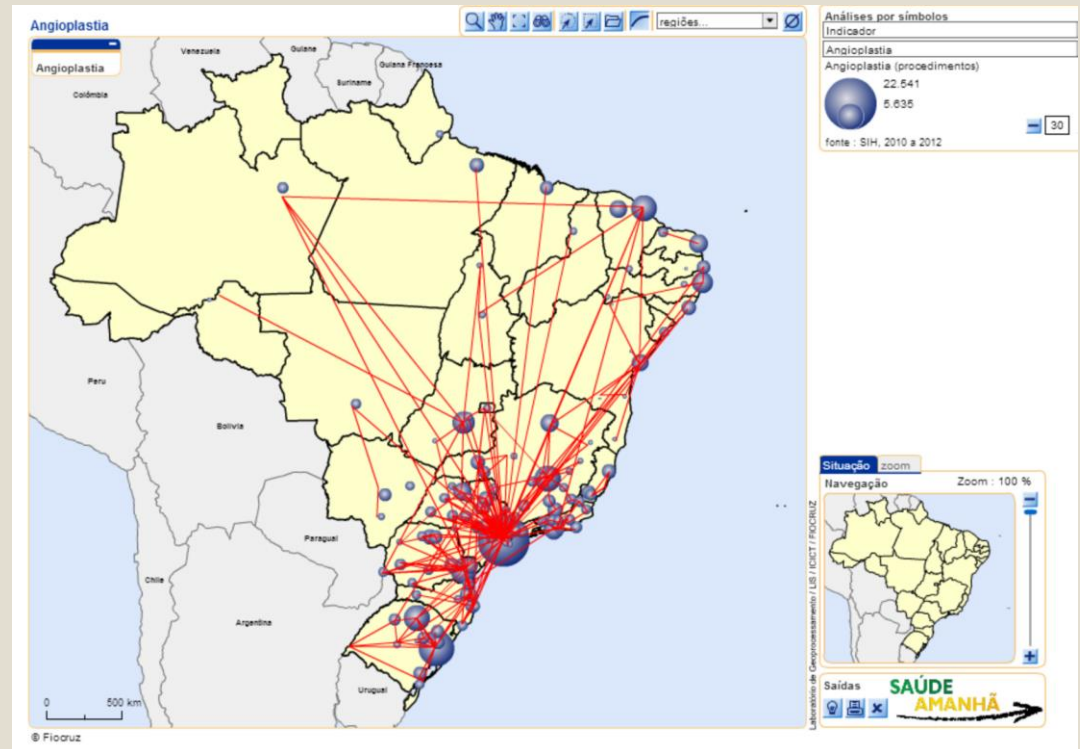 Angioplastia
regiões...
Angioplastia
Venezuela
Guiana
Guiana Francesa
Suriname
Colômbia
Peru
Bolivia
Paraguai
Chile
Argentina
Uruguai
0 500 km
© Fiocruz
Análises por símbolos
Indicador
Angioplastia
Angioplastia (procedimentos)
22.541
5.635
30
fonte : SIH, 2010 a 2012
Laboratório de Geoprocessamento / LIS / ICICT / FIOCRUZ
Situação zoom
Navegação Zoom : 100 %
Saídas
SAÚDE
AMANHÃ